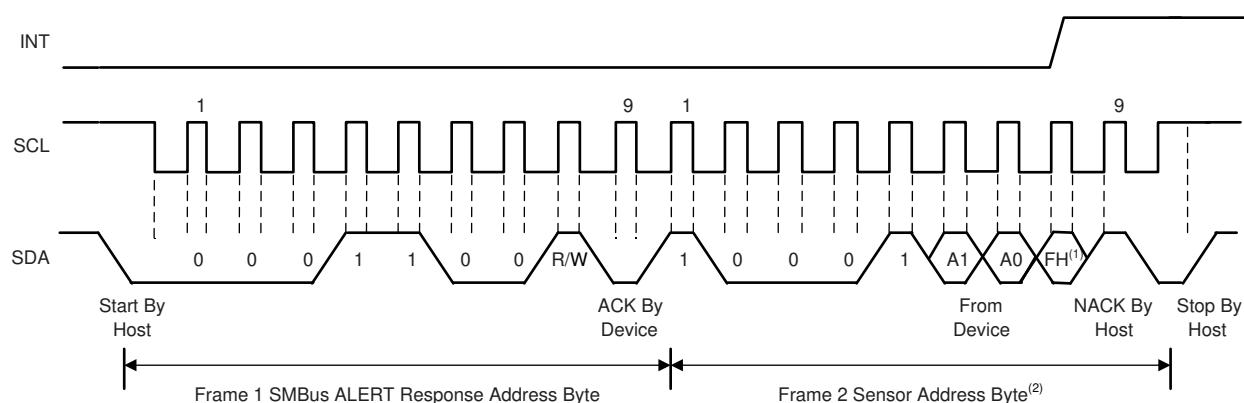 INT
1 9 1 9
SCL
SDA 0 0 0 1 1 0 0 R/W 1 0 0 0 1 A1 A0 FH(1)
Start By
Host
ACK By
Device
From
Device
NACK By
Host
Stop By
Host
Frame 1 SMBus ALERT Response Address Byte
Frame 2 Sensor Address Byte(2)